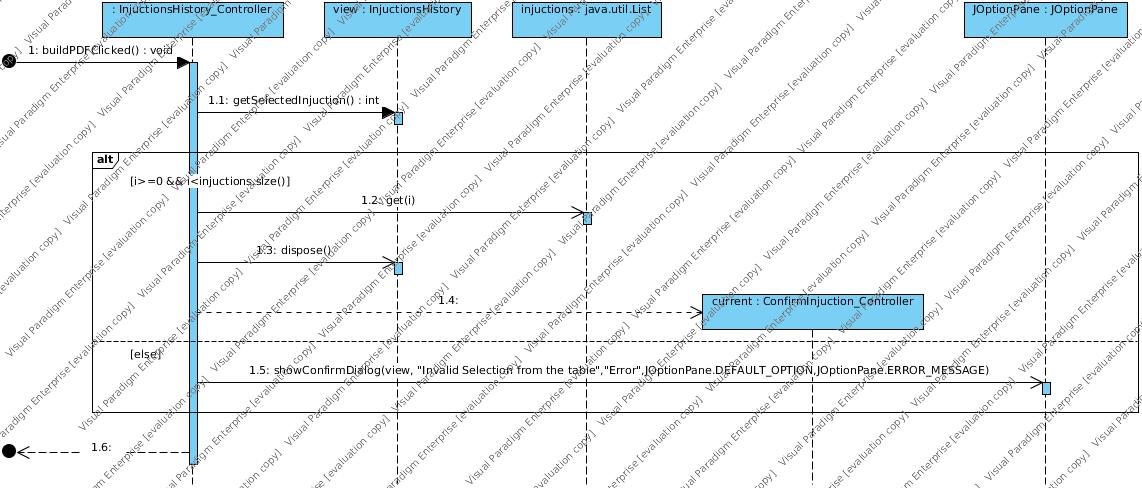 : InjuctionsHistory_Controller
view : InjuctionsHistory
injuctions : java.util.List
JOptionPane : JOptionPane
1: buildPDFClicked() : void
1.1: getSelectedInjuction() : int
alt
[i>=0 && i<injuctions.size()]
1.2: get(i)
1.3: dispose()
1.4:
current : ConfirmInjuction_Controller
[else]
1.5: showConfirmDialog(view, "Invalid Selection from the table","Error",JOptionPane.DEFAULT_OPTION,JOptionPane.ERROR_MESSAGE)
1.6:
Visual Paradigm Enterprise [evaluation copy]